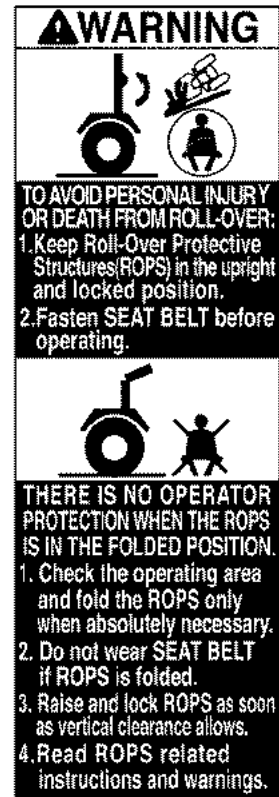 WARNING
TO AVOID PERSONAL INJURY
OR DEATH FROM ROLL-OVER:
1.Keep Roll-Over Protective
Structures(ROPS) in the upright
and locked position.
2.Fasten SEAT BELT before
operating.
THERE IS NO OPERATOR
PROTECTION WHEN THE ROPS
IS IN THE FOLDED POSITION.
1. Check the operating area
and fold the ROPS only
when absolutely necessary.
2. Do not wear SEAT BELT
if ROPS is folded.
3. Raise and lock ROPS as soon
as vertical clearance allows.
4.Read ROPS related
instructions and warnings.